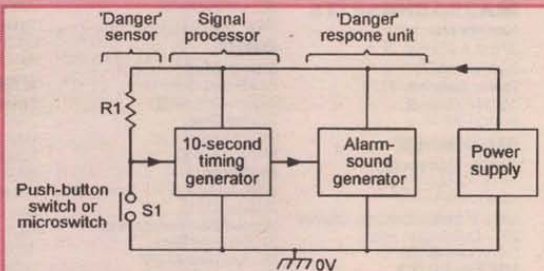 'Danger'
sensor
Signal
processor
'Danger'
respone unit
R1
10-second
timing
generator
Alarm-
sound
generator
Power
supply
Push-button
switch or
microswitch
S1
0V